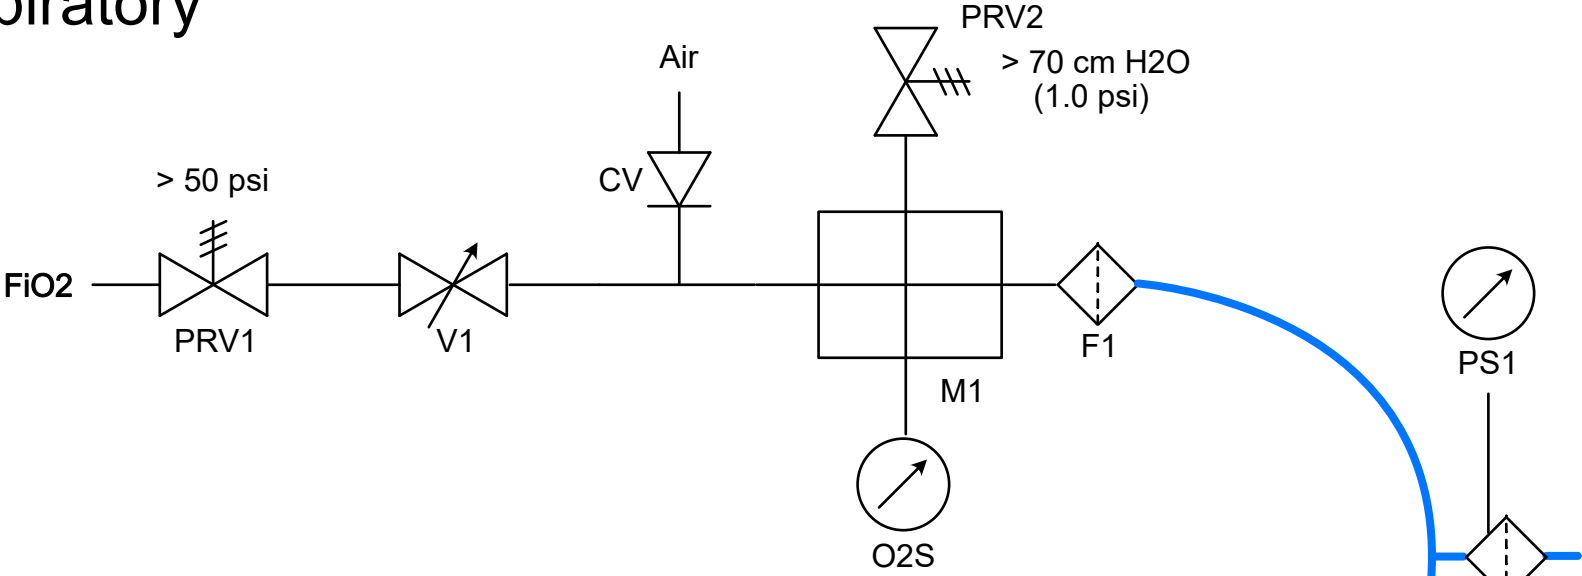 PRV2
> 70 cm H2O
(1.0 psi)
Air
CV
> 50 psi
FiO2
PRV1
V1
F1
M1
PS1
O2S